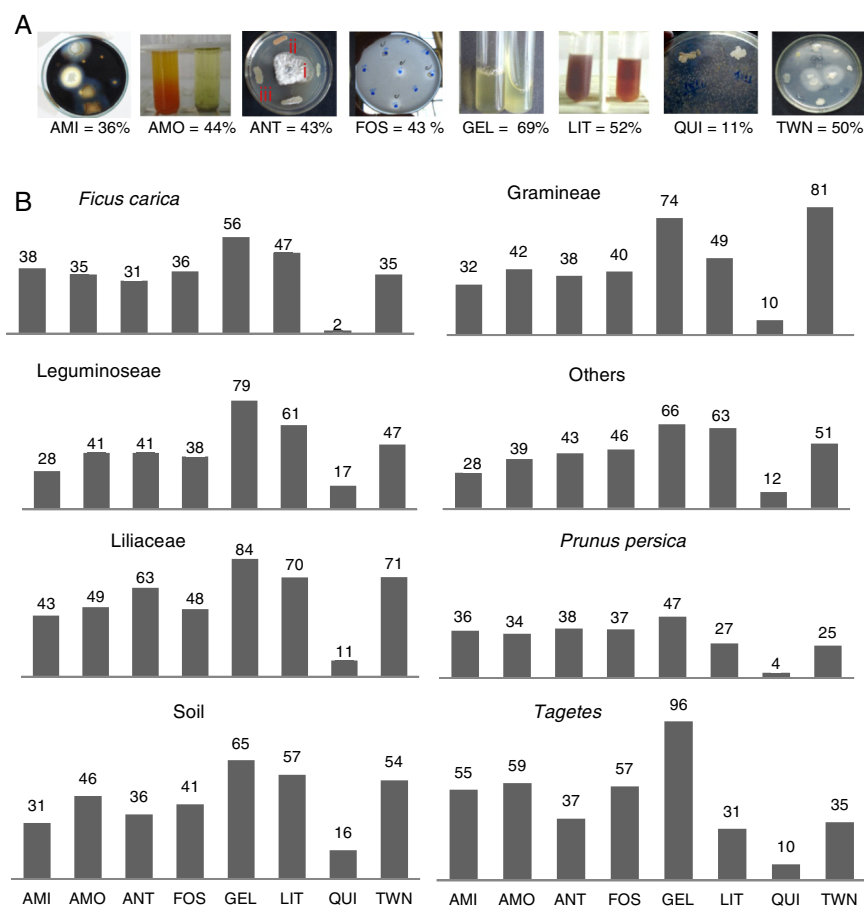 A
ii
i
iii
AMI = 36% AMO = 44% ANT = 43% FOS = 43 % GEL = 69% LIT = 52% QUI = 11% TWN = 50%
B
Ficus carica
38 35 31 36 56 47 2 35
Gramineae
32 42 38 40 74 49 10 81
Leguminoseae
28 41 41 38 79 61 17 47
Others
28 39 43 46 66 63 12 51
Liliaceae
43 49 63 48 84 70 11 71
Prunus persica
36 34 38 37 47 27 4 25
Soil
31 46 36 41 65 57 16 54
AMI AMO ANT FOS GEL LIT QUI TWN
Tagetes
55 59 37 57 96 31 10 35
AMI AMO ANT FOS GEL LIT QUI TWN